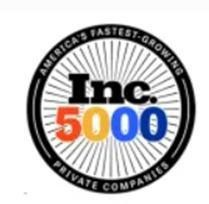 AMERICA'S FASTEST-GROWING
Inc.
5000
PRIVATE COMPANIES